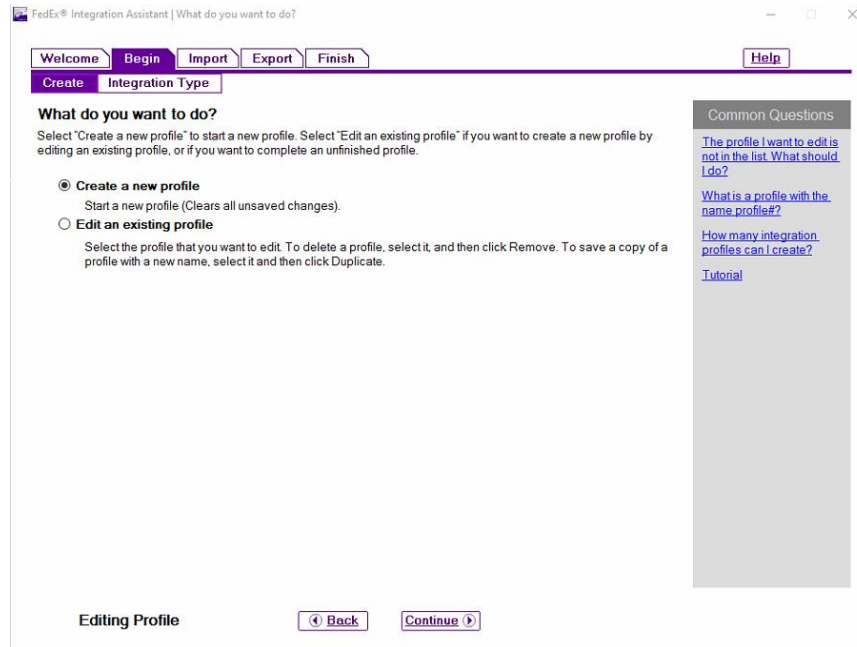 FedEx® Integration Assistant | What do you want to do?
Welcome Begin Import Export Finish Help
Create Integration Type
What do you want to do?
Select "Create a new profile" to start a new profile. Select "Edit an existing profile" if you want to create a new profile by
editing an existing profile, or if you want to complete an unfinished profile.
Create a new profile
Start a new profile (Clears all unsaved changes).
Edit an existing profile
Select the profile that you want to edit. To delete a profile, select it, and then click Remove. To save a copy of a
profile with a new name, select it and then click Duplicate.
Common Questions
The profile I want to edit is
not in the list. What should
I do?
What is a profile with the
name profile#?
How many integration
profiles can I create?
Tutorial
Editing Profile Back Continue